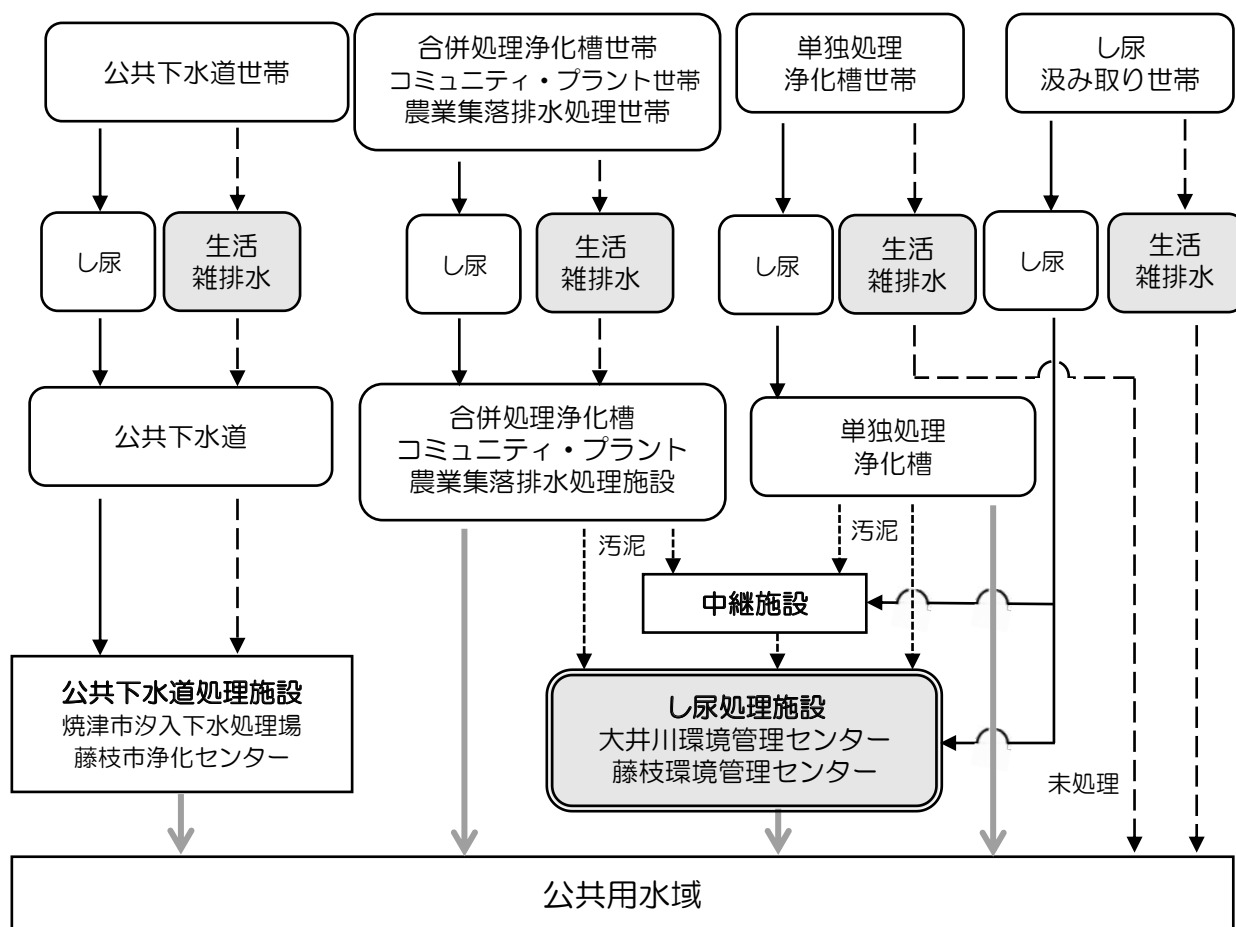 公共下水道世帯
合併処理浄化槽世帯
コミュニティ・プラント世帯
農業集落排水処理世帯
単独処理
浄化槽世帯
し尿
汲み取り世帯
し尿
生活
雑排水
し尿
生活
雑排水
し尿
生活
雑排水
し尿
生活
雑排水
公共下水道
合併処理浄化槽
コミュニティ・プラント
農業集落排水処理施設
単独処理
浄化槽
汚泥
汚泥
中継施設
公共下水道処理施設
焼津市汐入下水処理場
藤枝市浄化センター
し尿処理施設
大井川環境管理センター
藤枝環境管理センター
未処理
公共用水域